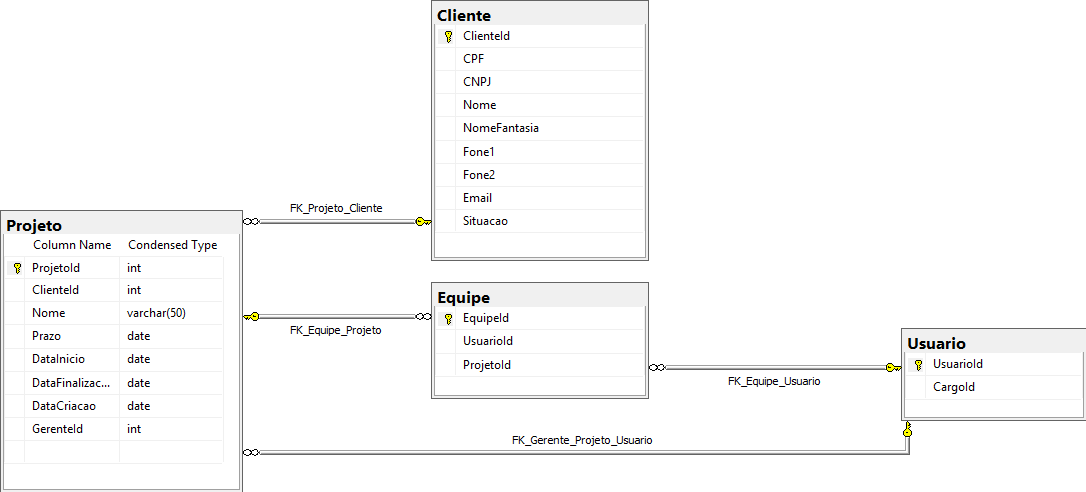 Cliente
ClienteId
CPF
CNPJ
Nome
NomeFantasia
Fone1
Fone2
Email
Situacao
FK_Projeto_Cliente
Projeto
Column Name Condensed Type
ProjetoId int
ClienteId int
Nome varchar(50)
Prazo date
DataInicio date
DataFinalizac... date
DataCriacao date
GerenteId int
FK_Equipe_Projeto
Equipe
EquipeId
UsuarioId
ProjetoId
FK_Equipe_Usuario
Usuario
UsuarioId
CargoId
FK_Gerente_Projeto_Usuario